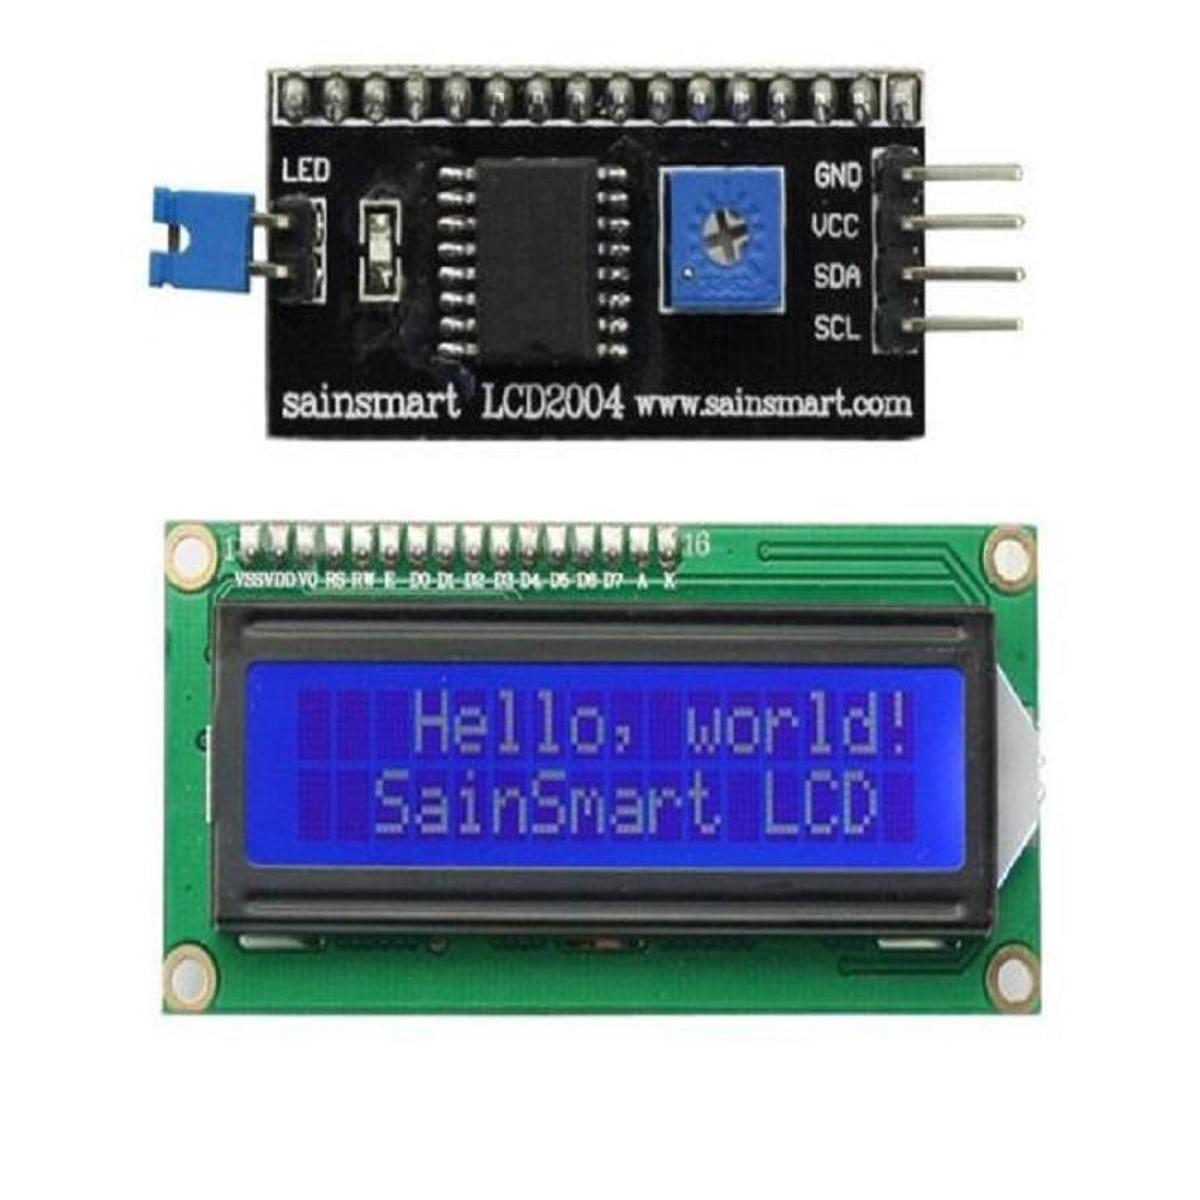 LED
GND
VCC
SDA
SCL
sainsmart LCD2004 www.sainsmart.com
1 16
VSS VDD VO RS RW E D0 D1 D2 D3 D4 D5 D6 D7 A K
Hello, world!
SainSmart LCD